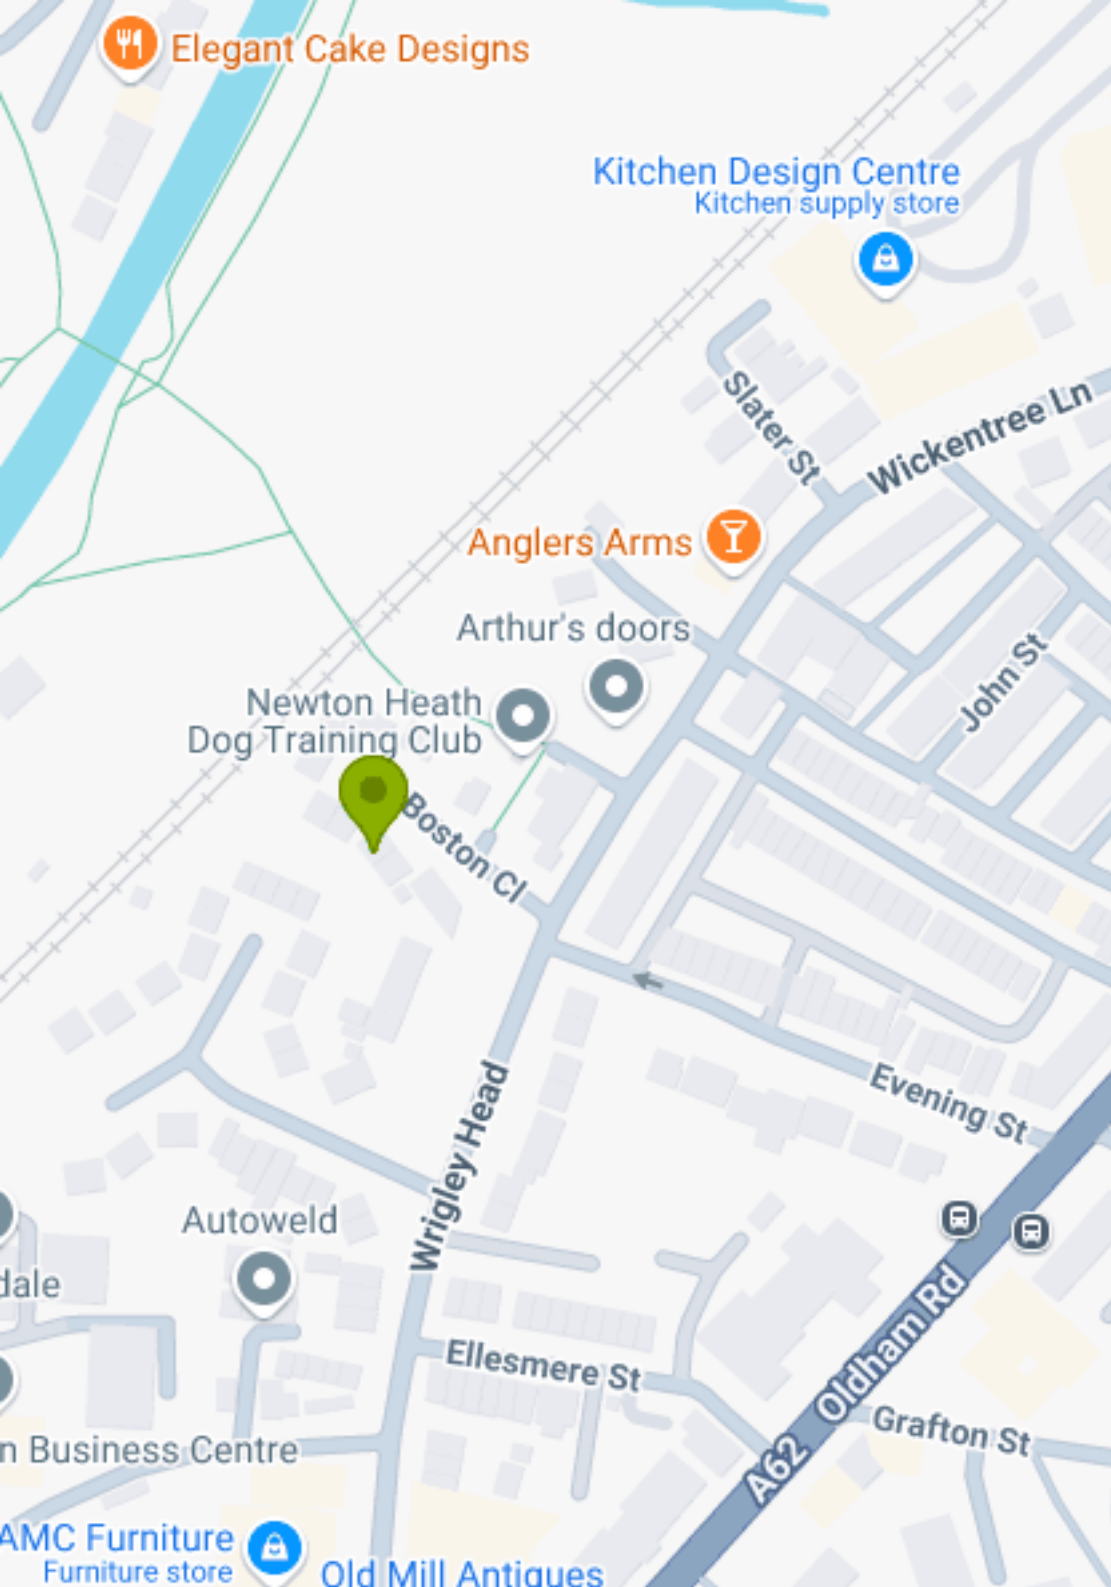 Elegant Cake Designs
Kitchen Design Centre
Kitchen supply store
Slater St
Wickentree Ln
Anglers Arms
Arthur's doors
John St
Newton Heath
Dog Training Club
Boston Cl
Evening St
Wrigley Head
Autoweld
dale
Ellesmere St
Oldham Rd
Grafton St
A62
n Business Centre
AMC Furniture
Furniture store
Old Mill Antiques